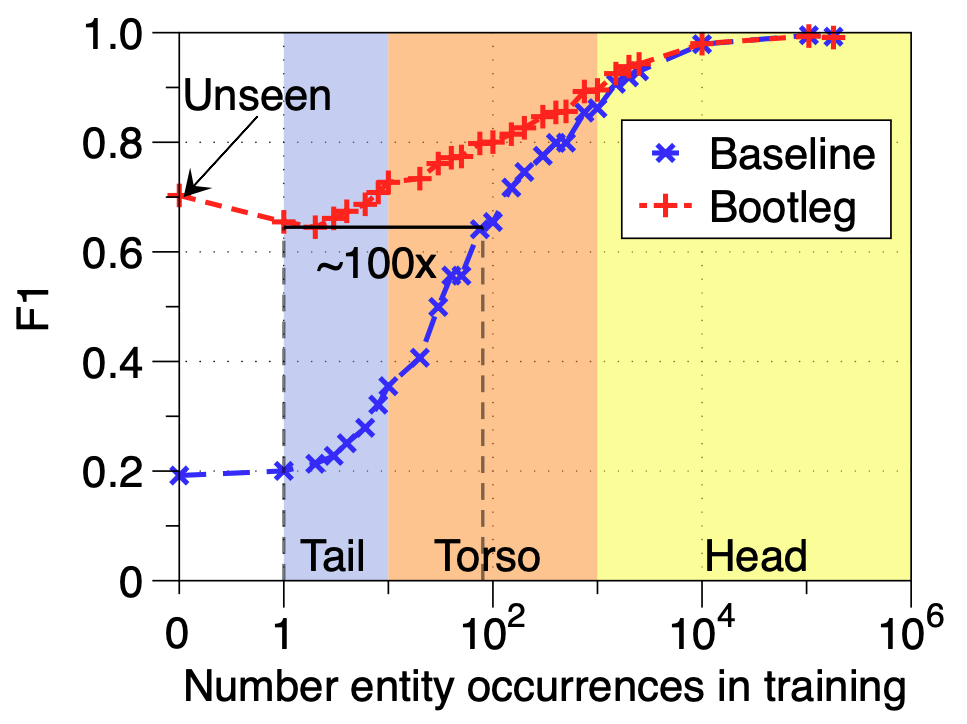 1.0
Unseen
0.8
Baseline
Bootleg
0.6
~100x
F1
0.4
0.2
Tail Torso Head
0
0 1 10² 10⁴ 10⁶
Number entity occurrences in training